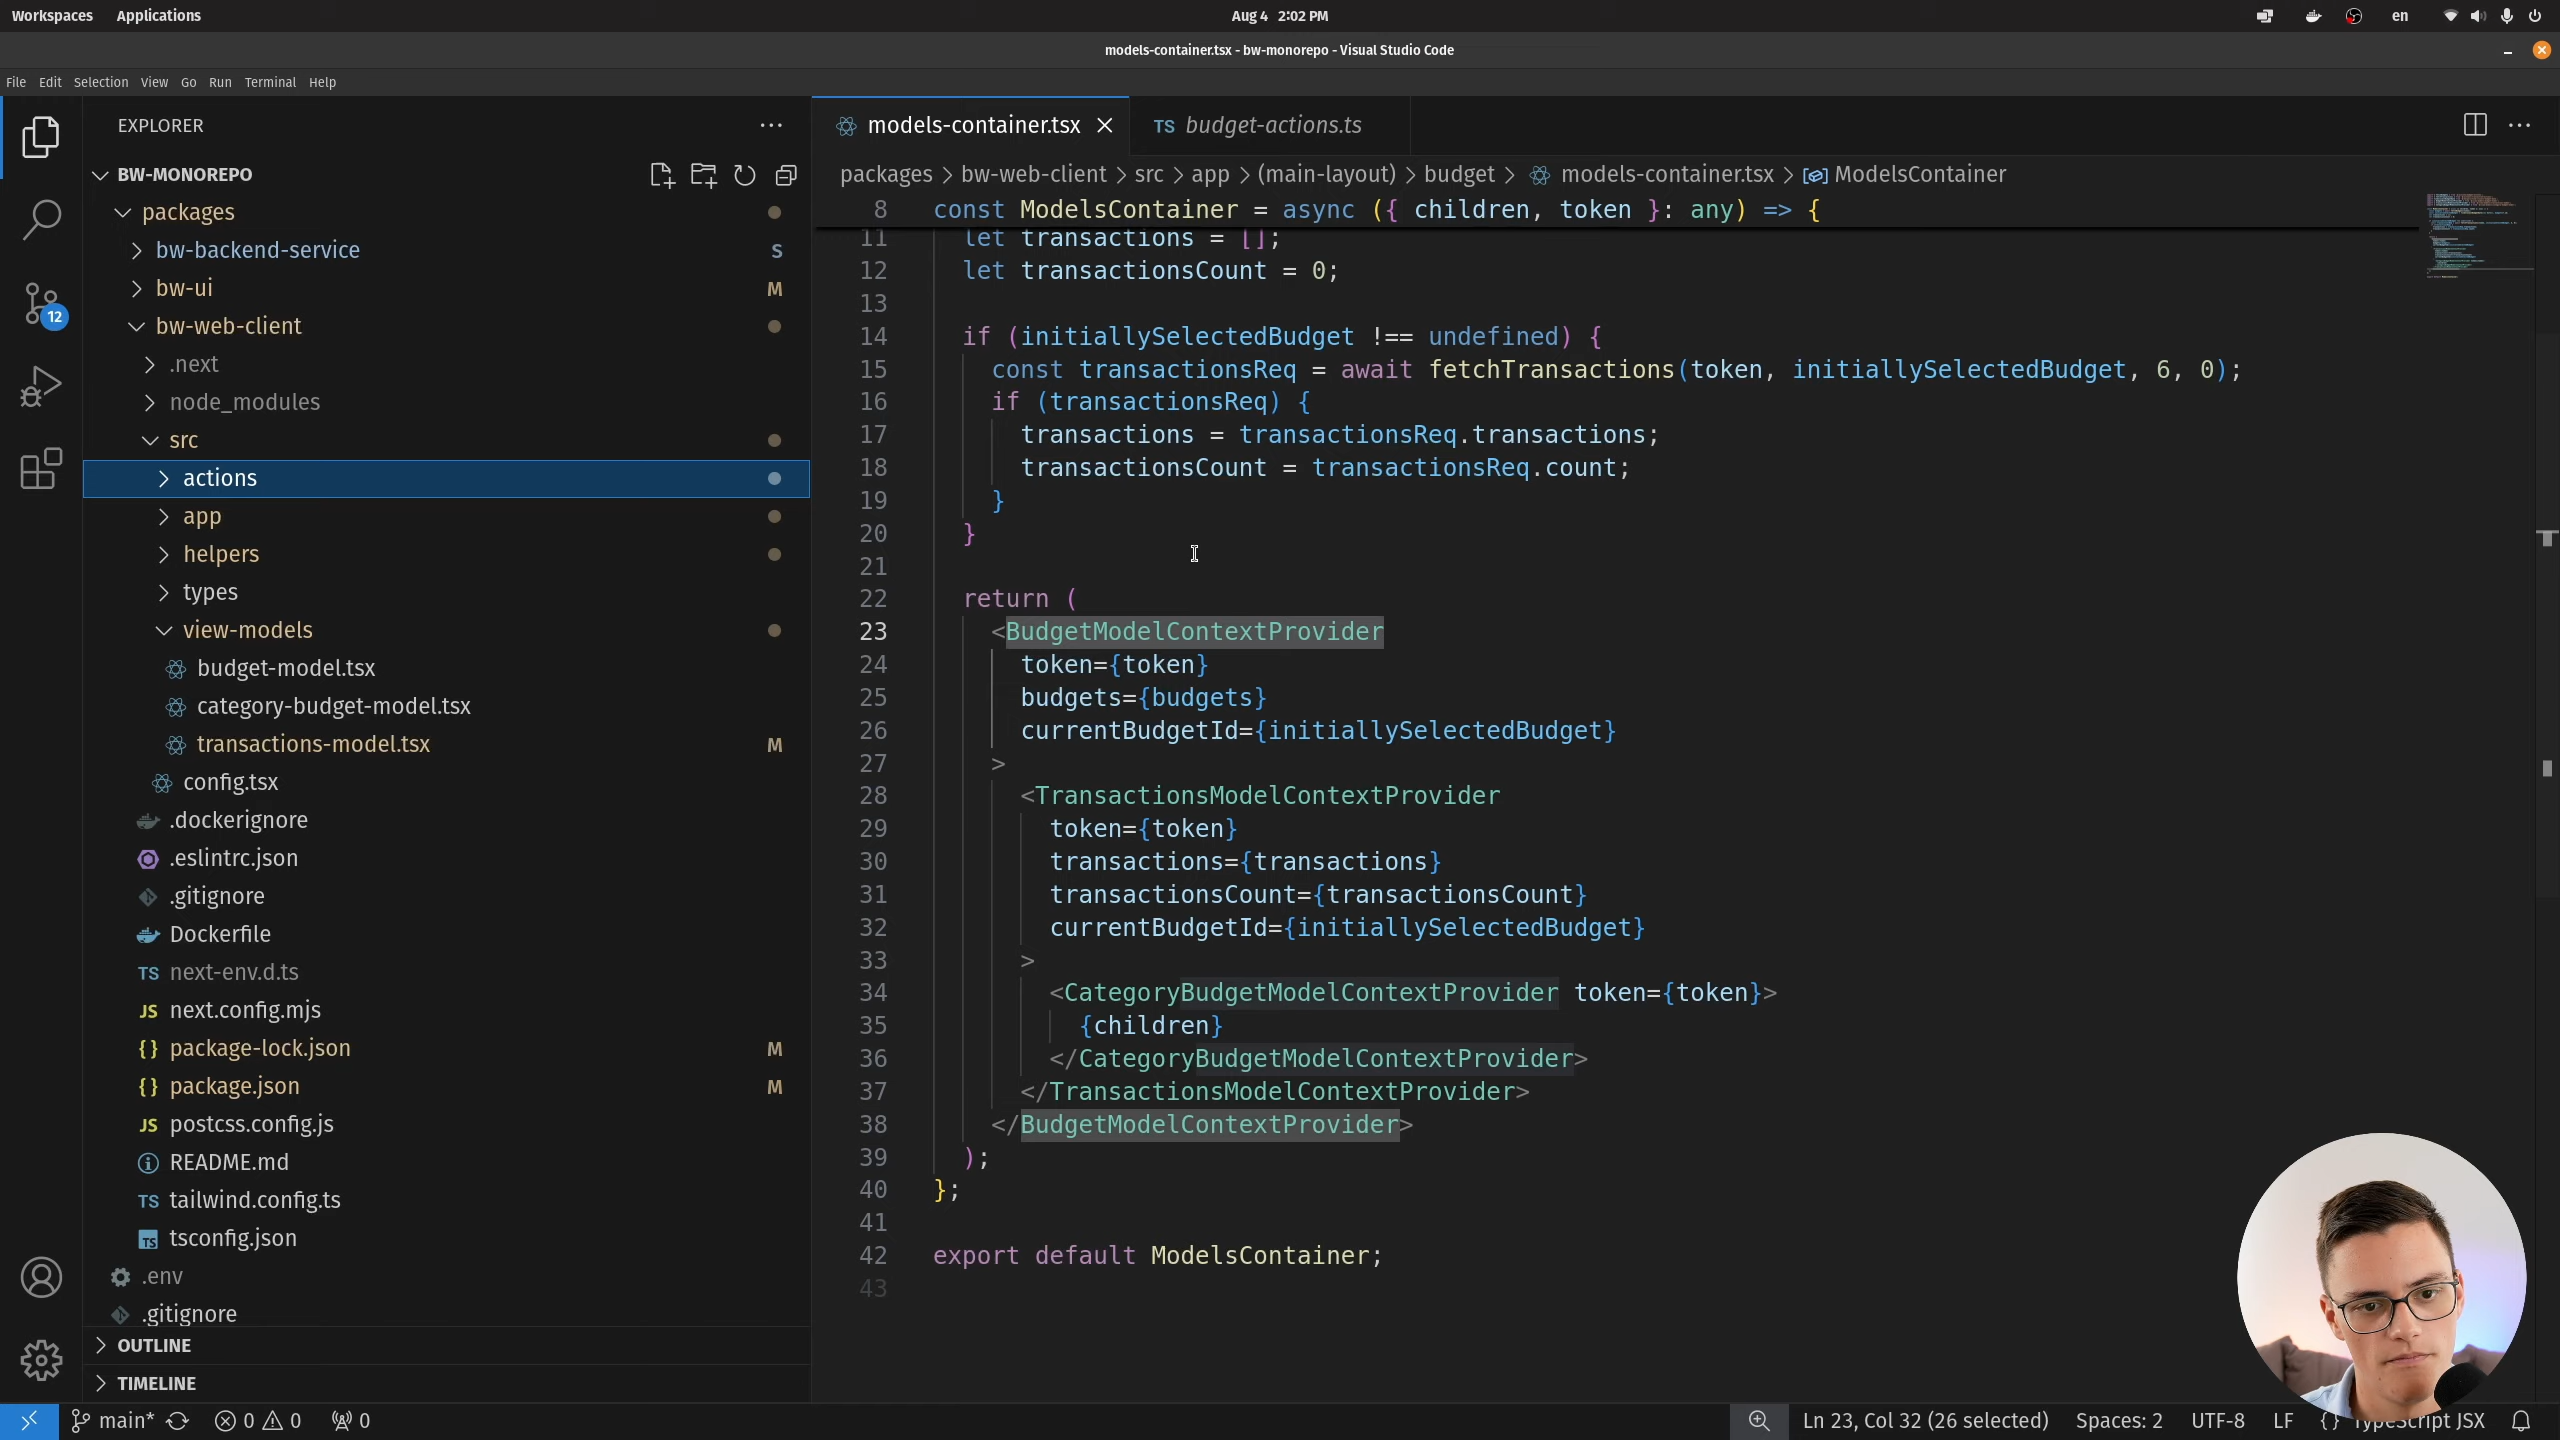 Workspaces Applications
Aug 4 2:02 PM
en
models-container.tsx - bw-monorepo - Visual Studio Code
File Edit Selection View Go Run Terminal Help
EXPLORER
BW-MONOREPO
packages
bw-backend-service S
bw-ui M
bw-web-client
.next
node_modules
src
actions
app
helpers
types
view-models
budget-model.tsx
category-budget-model.tsx
transactions-model.tsx M
config.tsx
.dockerignore
.eslintrc.json
.gitignore
Dockerfile
TS next-env.d.ts
JS next.config.mjs
{} package-lock.json M
{} package.json M
JS postcss.config.js
README.md
TS tailwind.config.ts
TS tsconfig.json
.env
.gitignore
OUTLINE
TIMELINE
12
models-container.tsx
TS budget-actions.ts
packages > bw-web-client > src > app > (main-layout) > budget > models-container.tsx > ModelsContainer
8 const ModelsContainer = async ({ children, token }: any) => {
11 let transactions = [];
12 let transactionsCount = 0;
13
14 if (initiallySelectedBudget !== undefined) {
15 const transactionsReq = await fetchTransactions(token, initiallySelectedBudget, 6, 0);
16 if (transactionsReq) {
17 transactions = transactionsReq.transactions;
18 transactionsCount = transactionsReq.count;
19 }
20 }
21
22 return (
23 <BudgetModelContextProvider
24 token={token}
25 budgets={budgets}
26 currentBudgetId={initiallySelectedBudget}
27 >
28 <TransactionsModelContextProvider
29 token={token}
30 transactions={transactions}
31 transactionsCount={transactionsCount}
32 currentBudgetId={initiallySelectedBudget}
33 >
34 <CategoryBudgetModelContextProvider token={token}>
35 {children}
36 </CategoryBudgetModelContextProvider>
37 </TransactionsModelContextProvider>
38 </BudgetModelContextProvider>
39 );
40 };
41
42 export default ModelsContainer;
43
main* 0 0 0
Ln 23, Col 32 (26 selected) Spaces: 2 UTF-8 LF {} TypeScript JSX